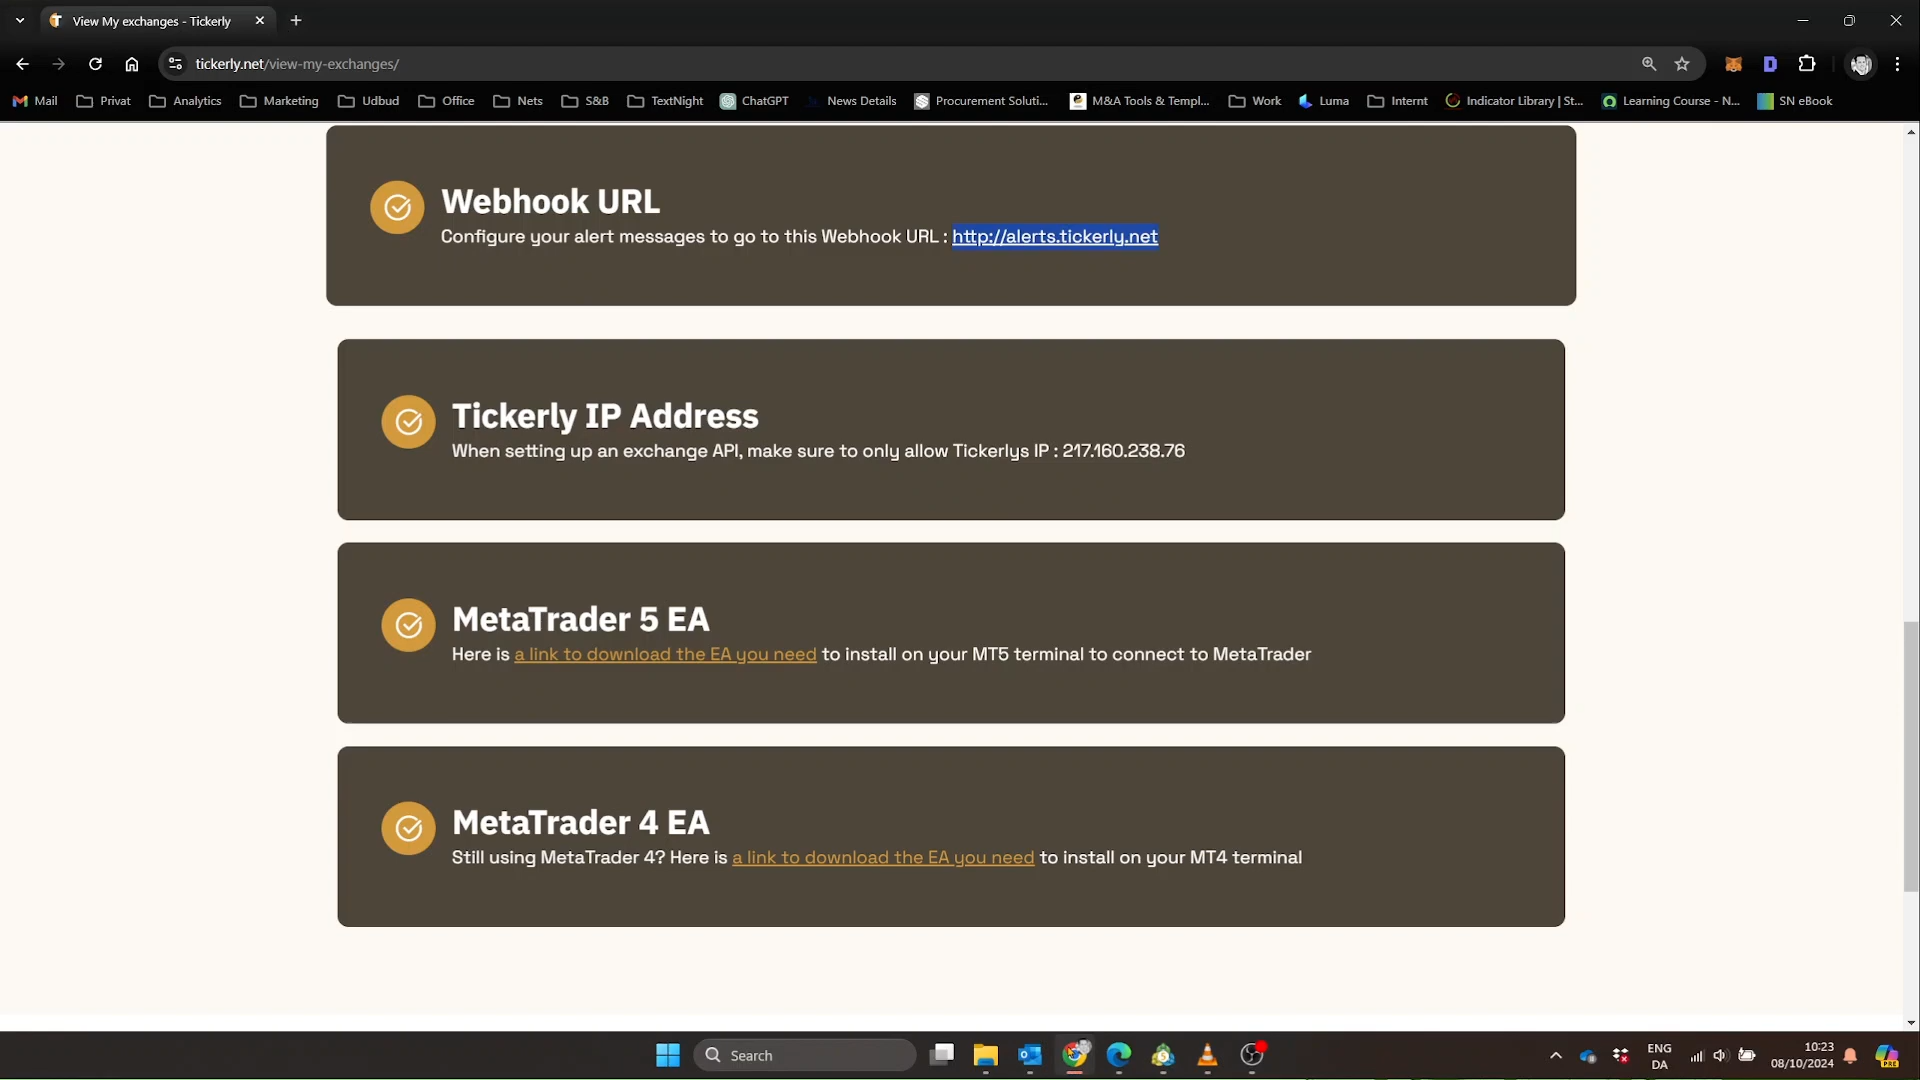 View My exchanges - Tickerly
tickerly.net/view-my-exchanges/
Mail Privat Analytics Marketing Udbud Office Nets S&B TextNight ChatGPT News Details Procurement Soluti... M&A Tools & Templ... Work Luma Internt Indicator Library | St... Learning Course - N... SN eBook
Webhook URL
Configure your alert messages to go to this Webhook URL : http://alerts.tickerly.net
Tickerly IP Address
When setting up an exchange API, make sure to only allow Tickerlys IP : 217.160.238.76
MetaTrader 5 EA
Here is a link to download the EA you need to install on your MT5 terminal to connect to MetaTrader
MetaTrader 4 EA
Still using MetaTrader 4? Here is a link to download the EA you need to install on your MT4 terminal
Search
ENG
DA
10:23
08/10/2024
PRE